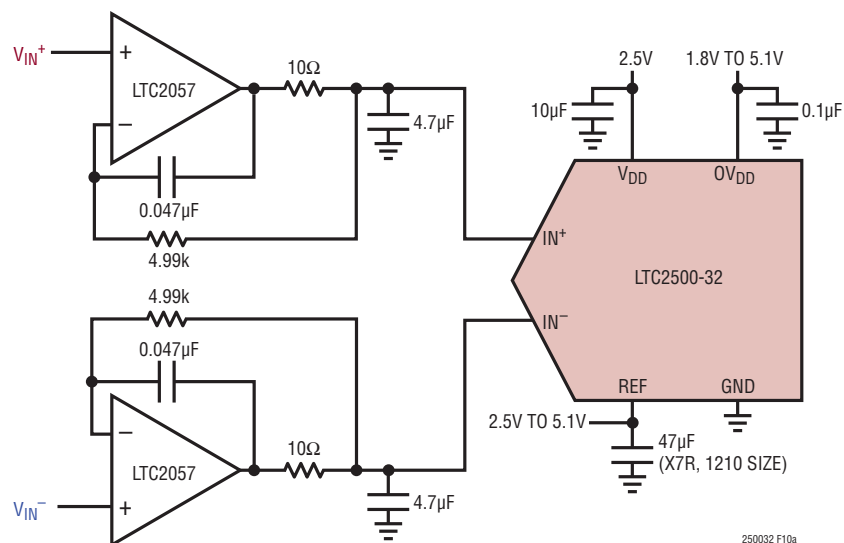 VIN+
+
LTC2057
−
10Ω
4.7µF
0.047µF
4.99k
2.5V
1.8V TO 5.1V
10µF
0.1µF
VDD
OVDD
IN+
LTC2500-32
IN−
REF
GND
2.5V TO 5.1V
47µF
(X7R, 1210 SIZE)
4.99k
0.047µF
−
LTC2057
+
10Ω
4.7µF
VIN−
250032 F10a